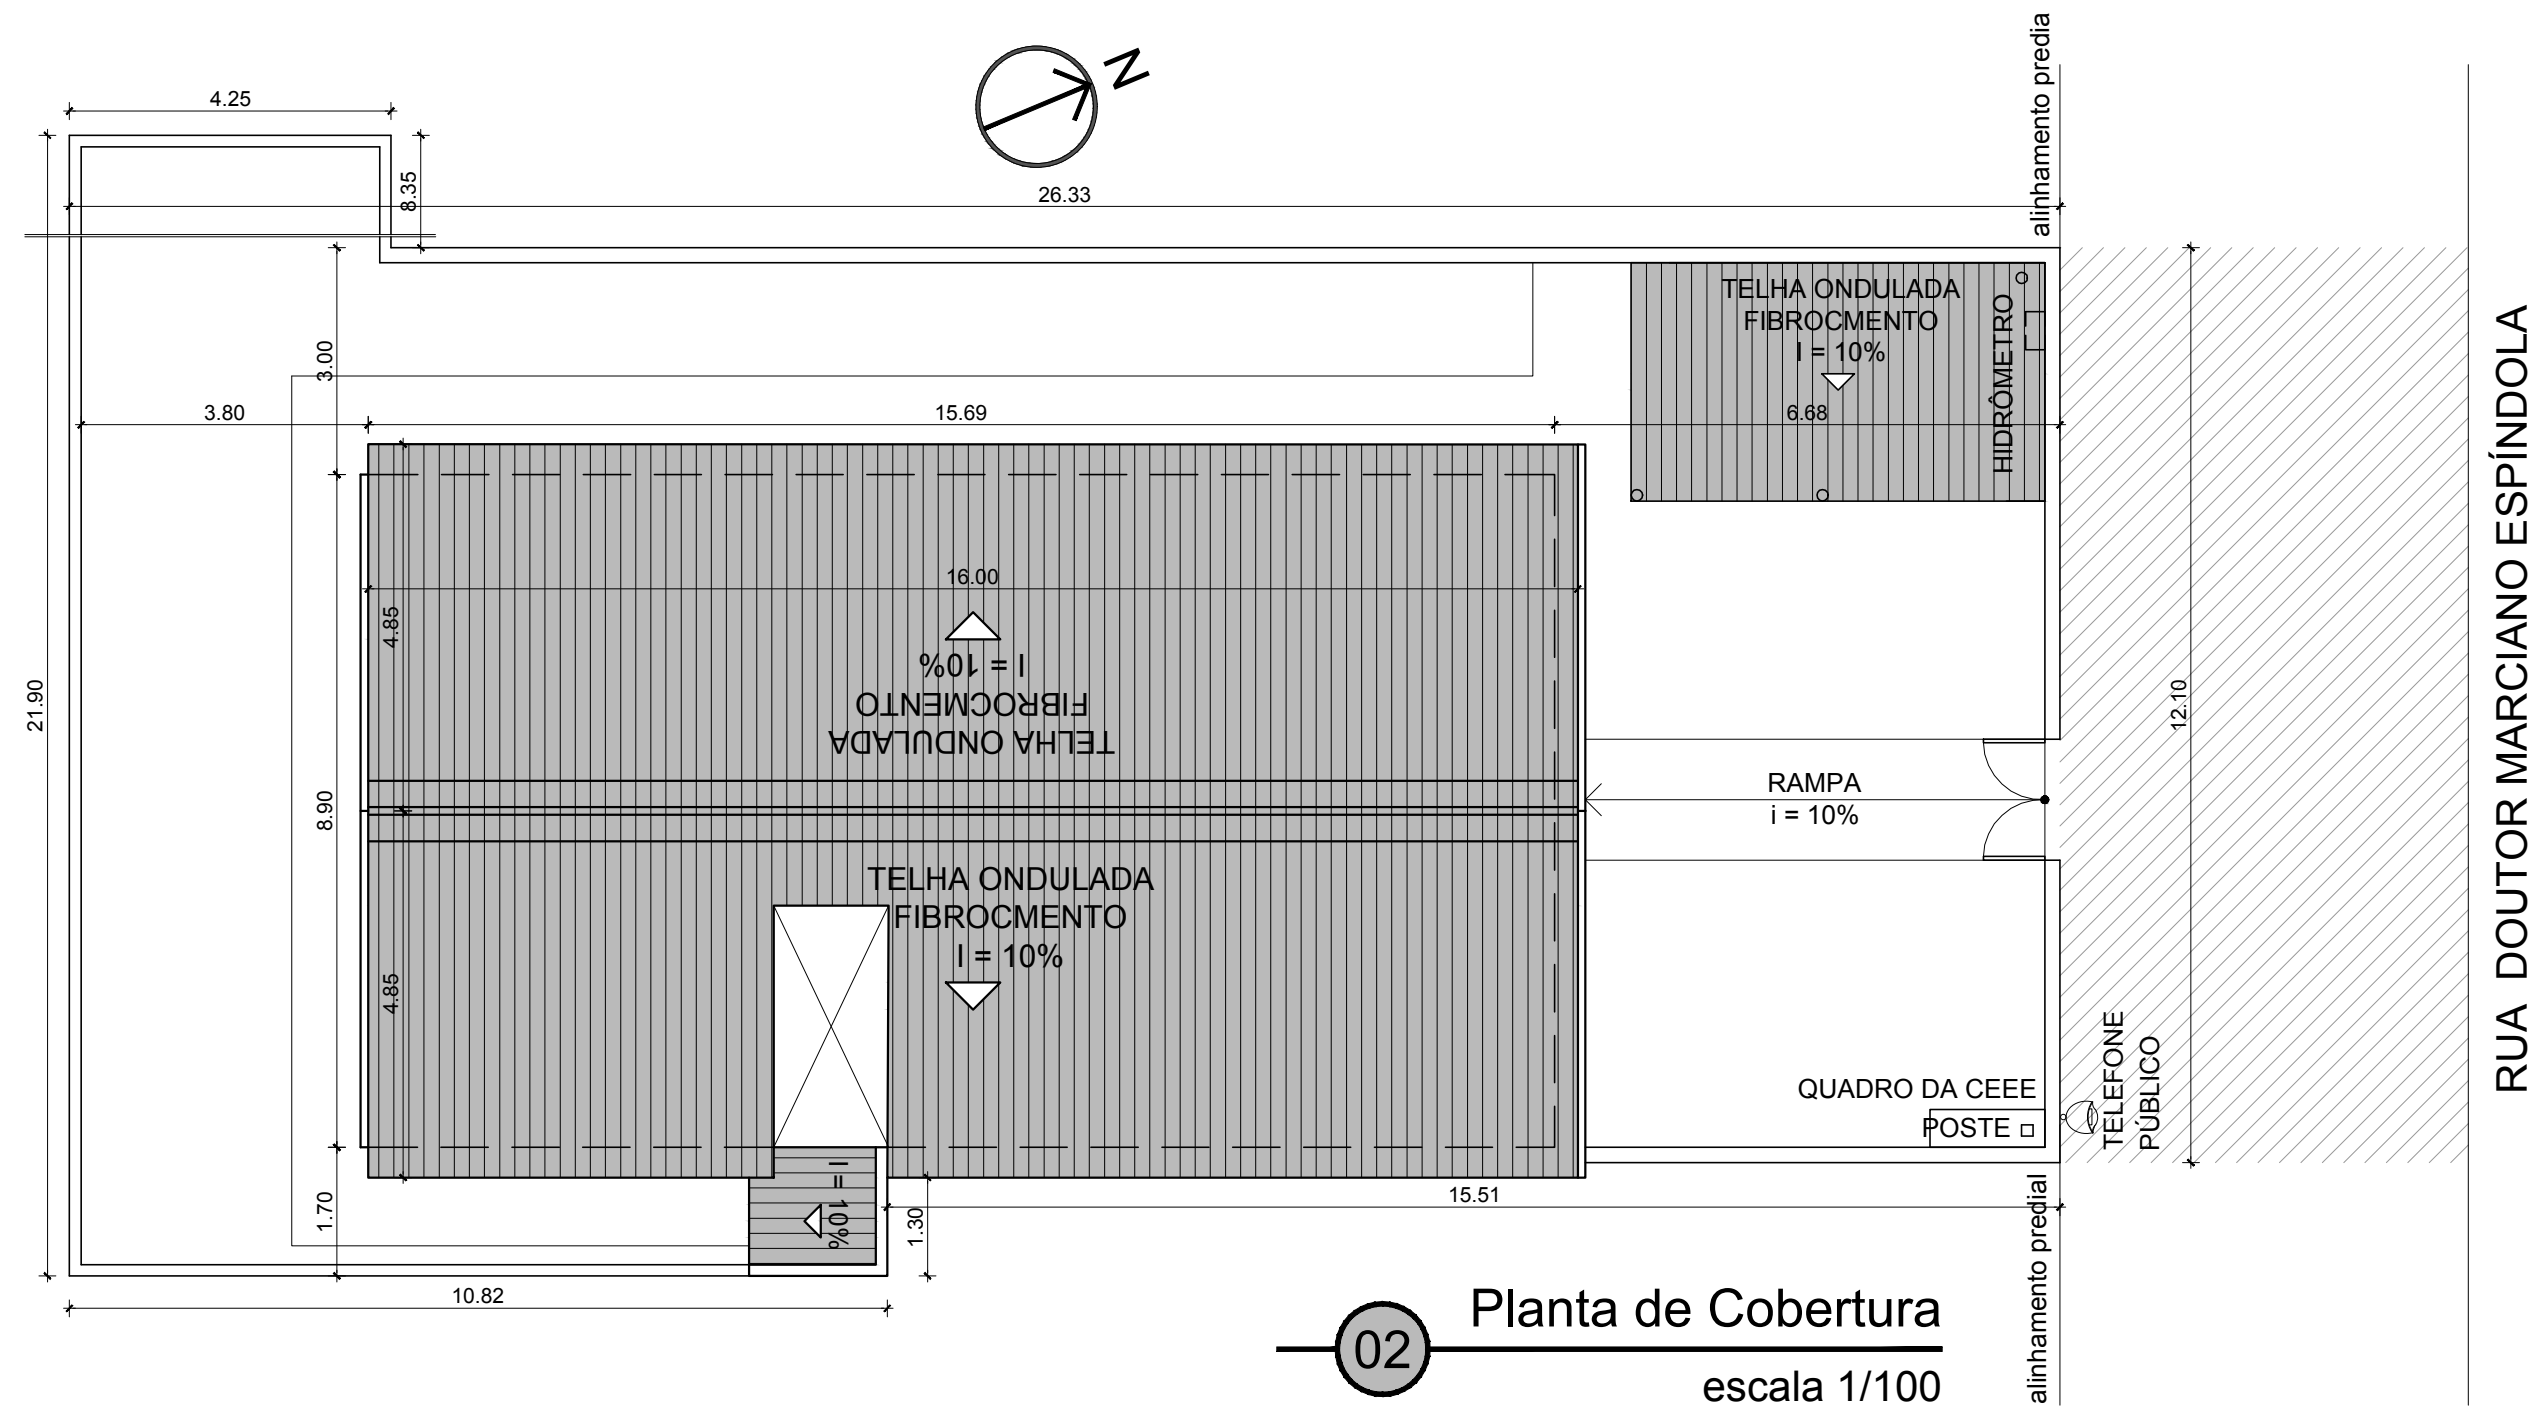 4.25
N
26.33
8.35
alinhamento predia
TELHA ONDULADA
FIBROCMENTO
I = 10%
HIDRÔMETRO
3.00
3.80
15.69
6.68
16.00
4.85
I = 10%
FIBROCMENTO
TELHA ONDULADA
21.90
8.90
12.10
RAMPA
i = 10%
TELHA ONDULADA
FIBROCMENTO
I = 10%
4.85
QUADRO DA CEEE
POSTE
TELEFONE
PÚBLICO
RUA DOUTOR MARCIANO ESPÍNDOLA
I = 10%
1.70
1.30
15.51
10.82
alinhamento predial
02
Planta de Cobertura
escala 1/100